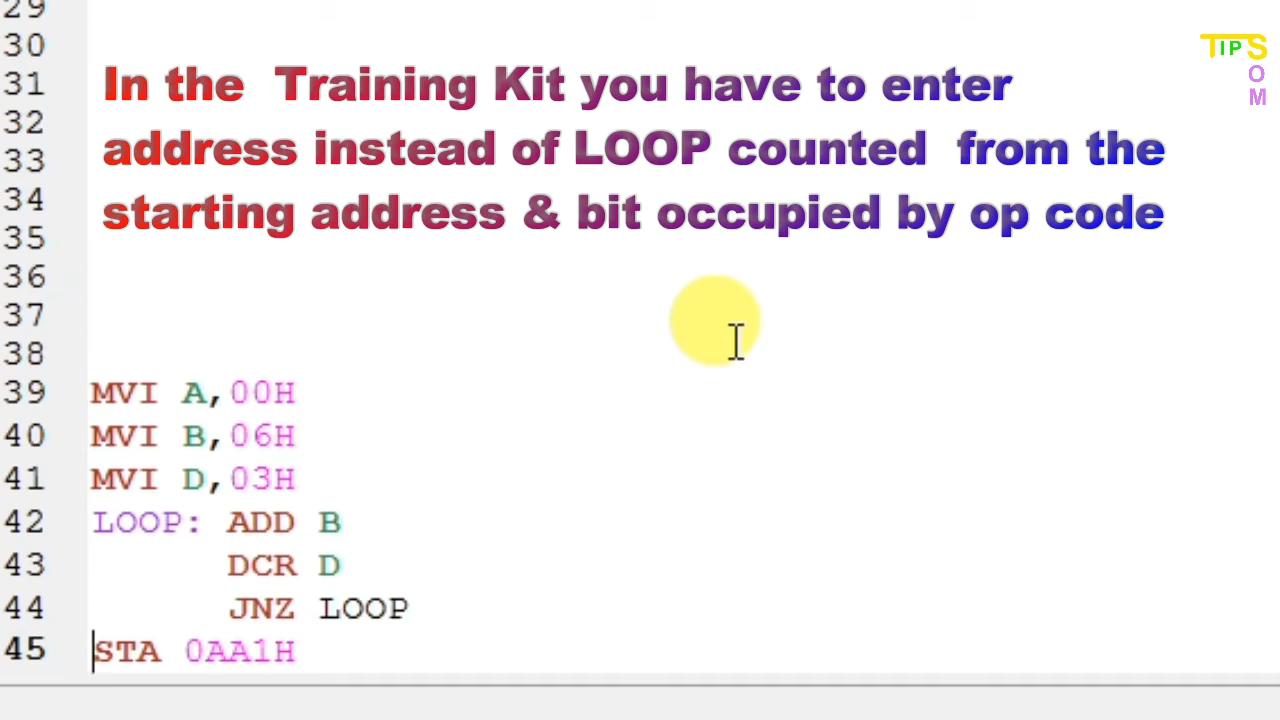 29
30
31
32
33
34
35
36
37
38
In the Training Kit you have to enter
address instead of LOOP counted from the
starting address & bit occupied by op code
TIPS
O
M
39 MVI A,00H
40 MVI B,06H
41 MVI D,03H
42 LOOP: ADD B
43 DCR D
44 JNZ LOOP
45 STA 0AA1H